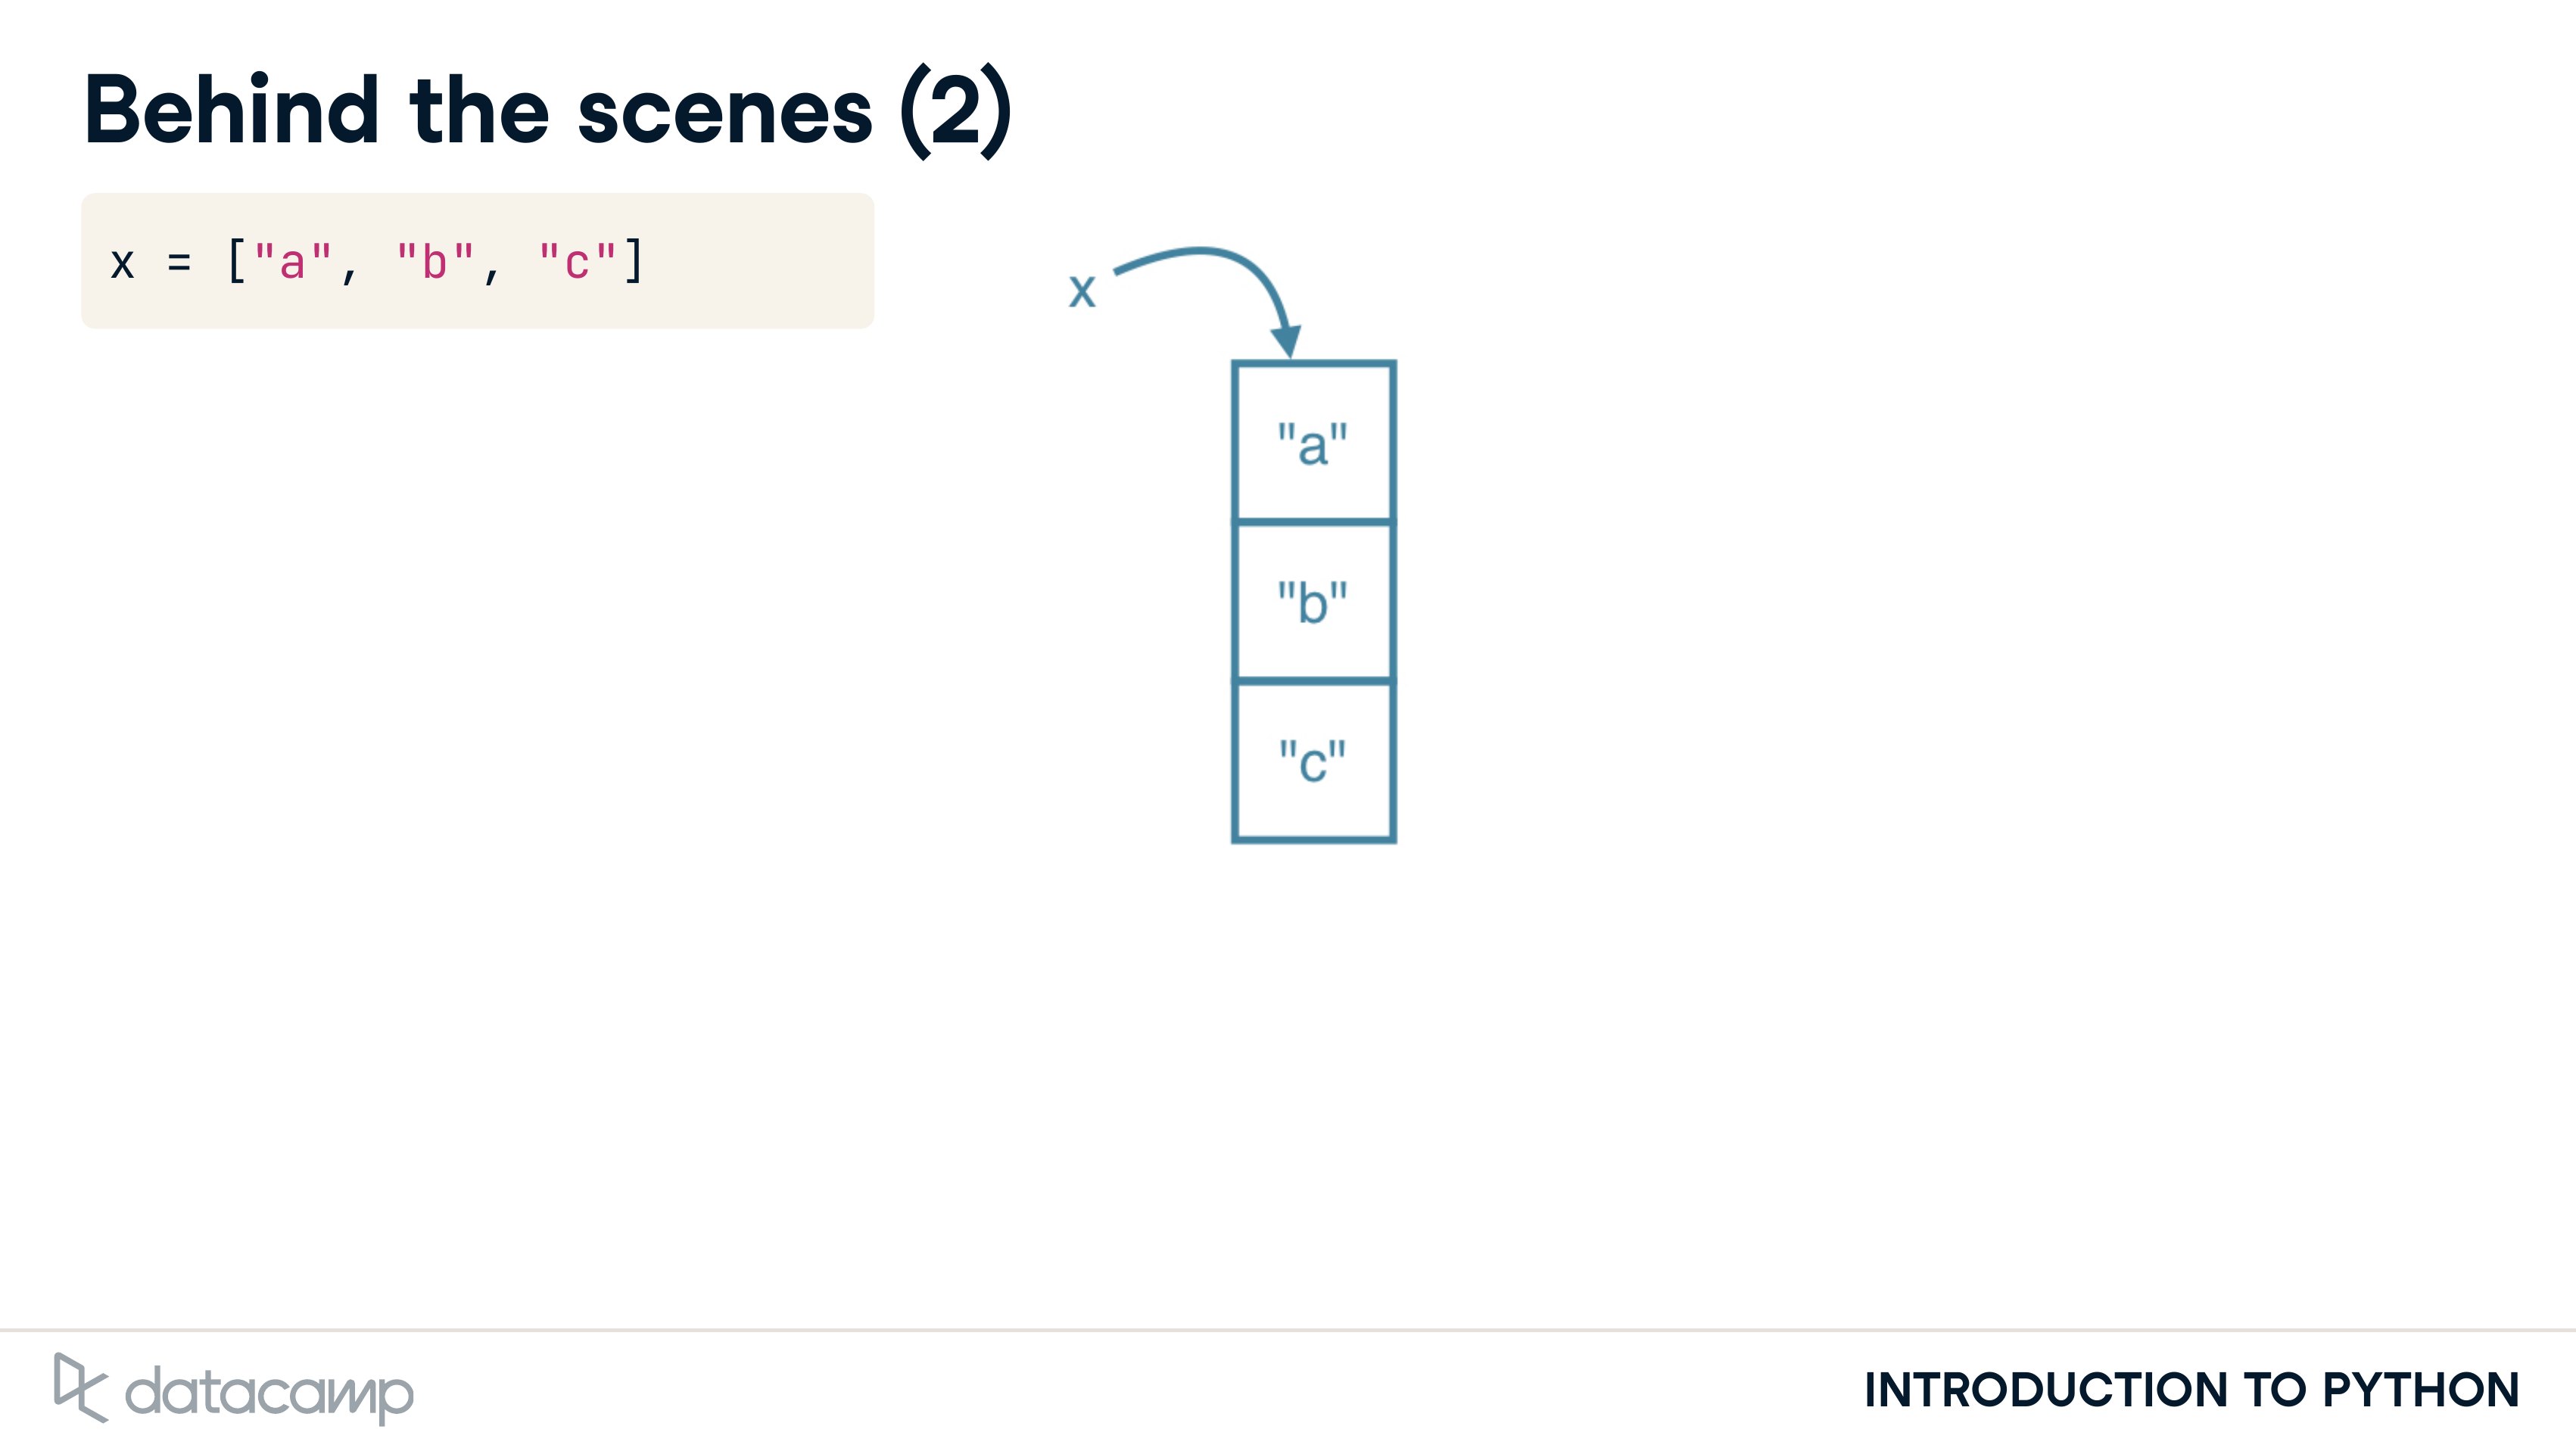 Behind the scenes (2)
x = ["a", "b", "c"]
x
"a"
"b"
"c"
datacamp
INTRODUCTION TO PYTHON